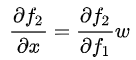 ∂f₂/∂x = ∂f₂/∂f₁ w